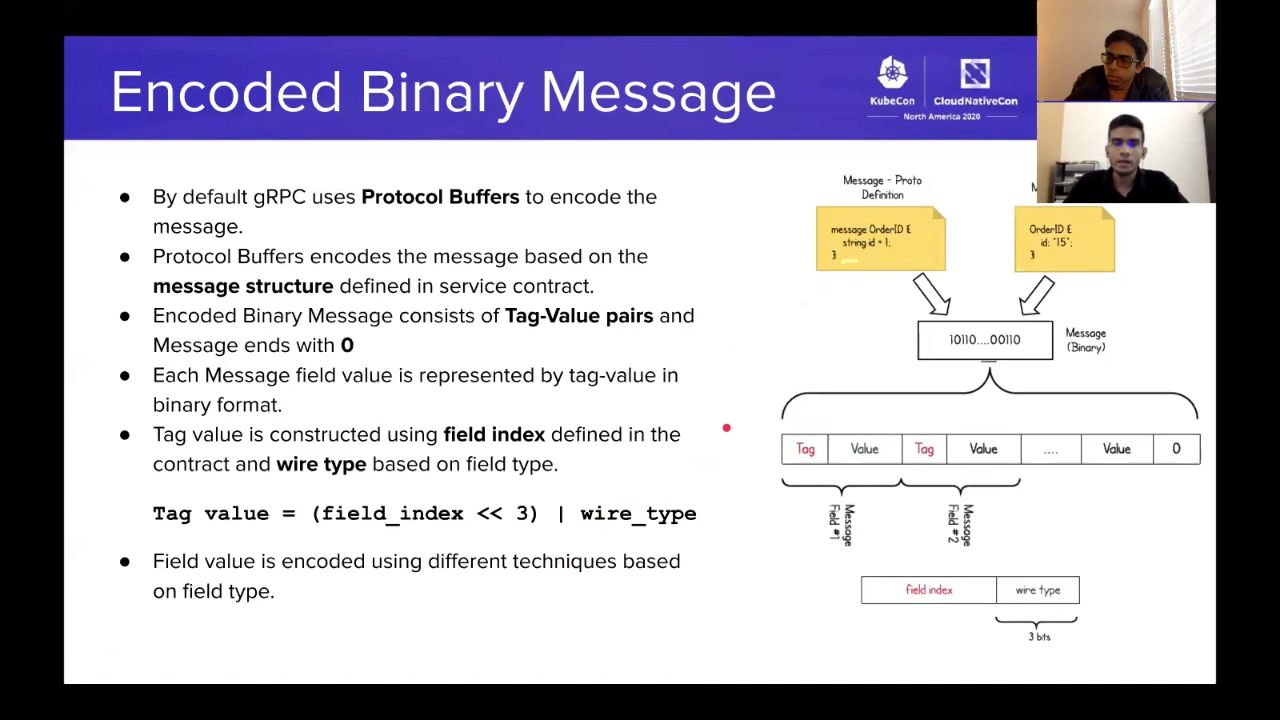 Encoded Binary Message
KubeCon
CloudNativeCon
North America 2020
● By default gRPC uses Protocol Buffers to encode the
message.
● Protocol Buffers encodes the message based on the
message structure defined in service contract.
● Encoded Binary Message consists of Tag-Value pairs and
Message ends with 0
● Each Message field value is represented by tag-value in
binary format.
● Tag value is constructed using field index defined in the
contract and wire type based on field type.
Tag value = (field_index << 3) | wire_type
● Field value is encoded using different techniques based
on field type.
Message - Proto
Definition
message OrderID {
string id = 1;
}
OrderID {
id: "15";
}
10110....00110
Message
(Binary)
Tag Value Tag Value .... Value 0
Message
Field #1
Message
Field #2
field index wire type
3 bits